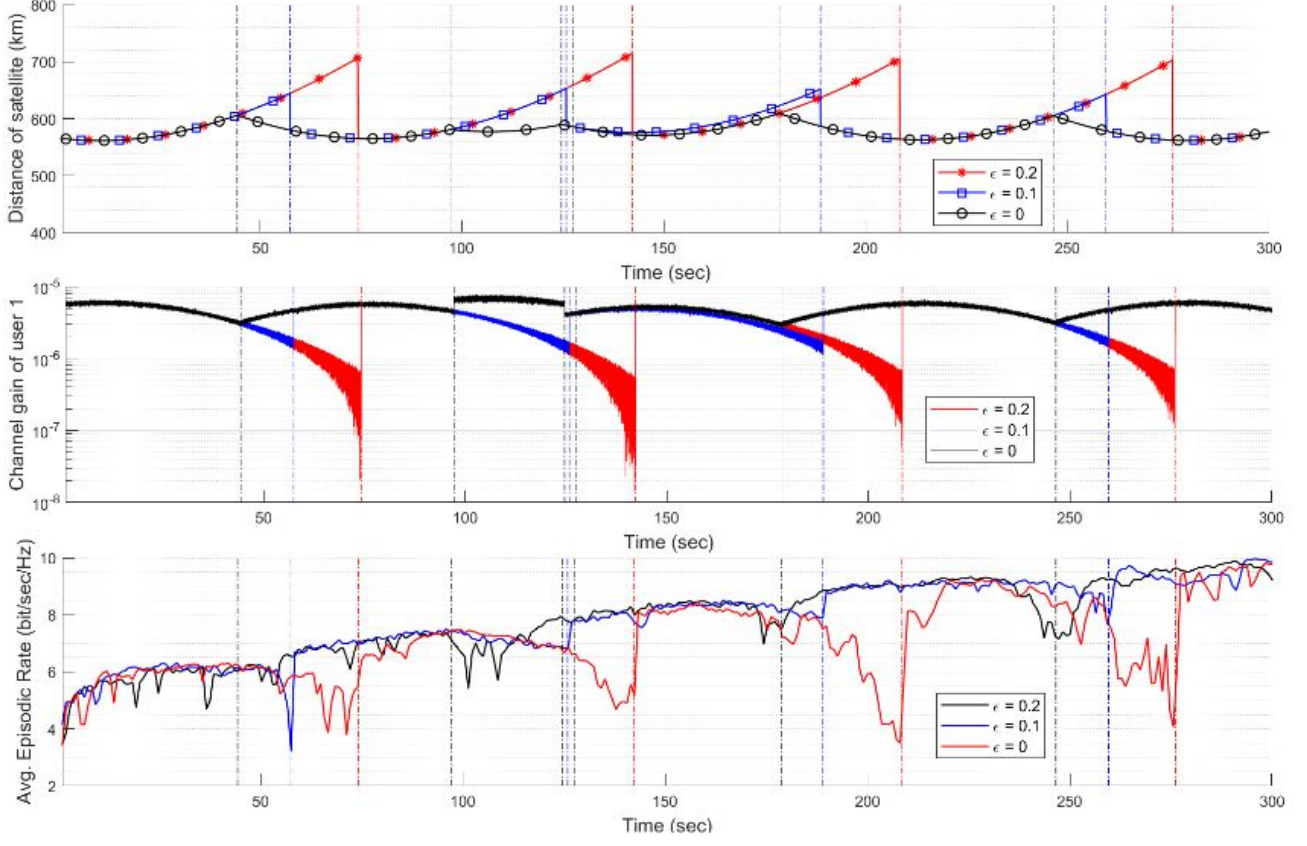 Distance of satellite (km)
800
700
600
500
400
50
100
150
200
250
300
Time (sec)
ϵ = 0.2
ϵ = 0.1
ϵ = 0
Channel gain of user 1
10-5
10-6
10-7
10-8
50
100
150
200
250
300
Time (sec)
ϵ = 0.2
ϵ = 0.1
ϵ = 0
Avg. Episodic Rate (bit/sec/Hz)
10
8
6
4
2
50
100
150
200
250
300
Time (sec)
ϵ = 0.2
ϵ = 0.1
ϵ = 0